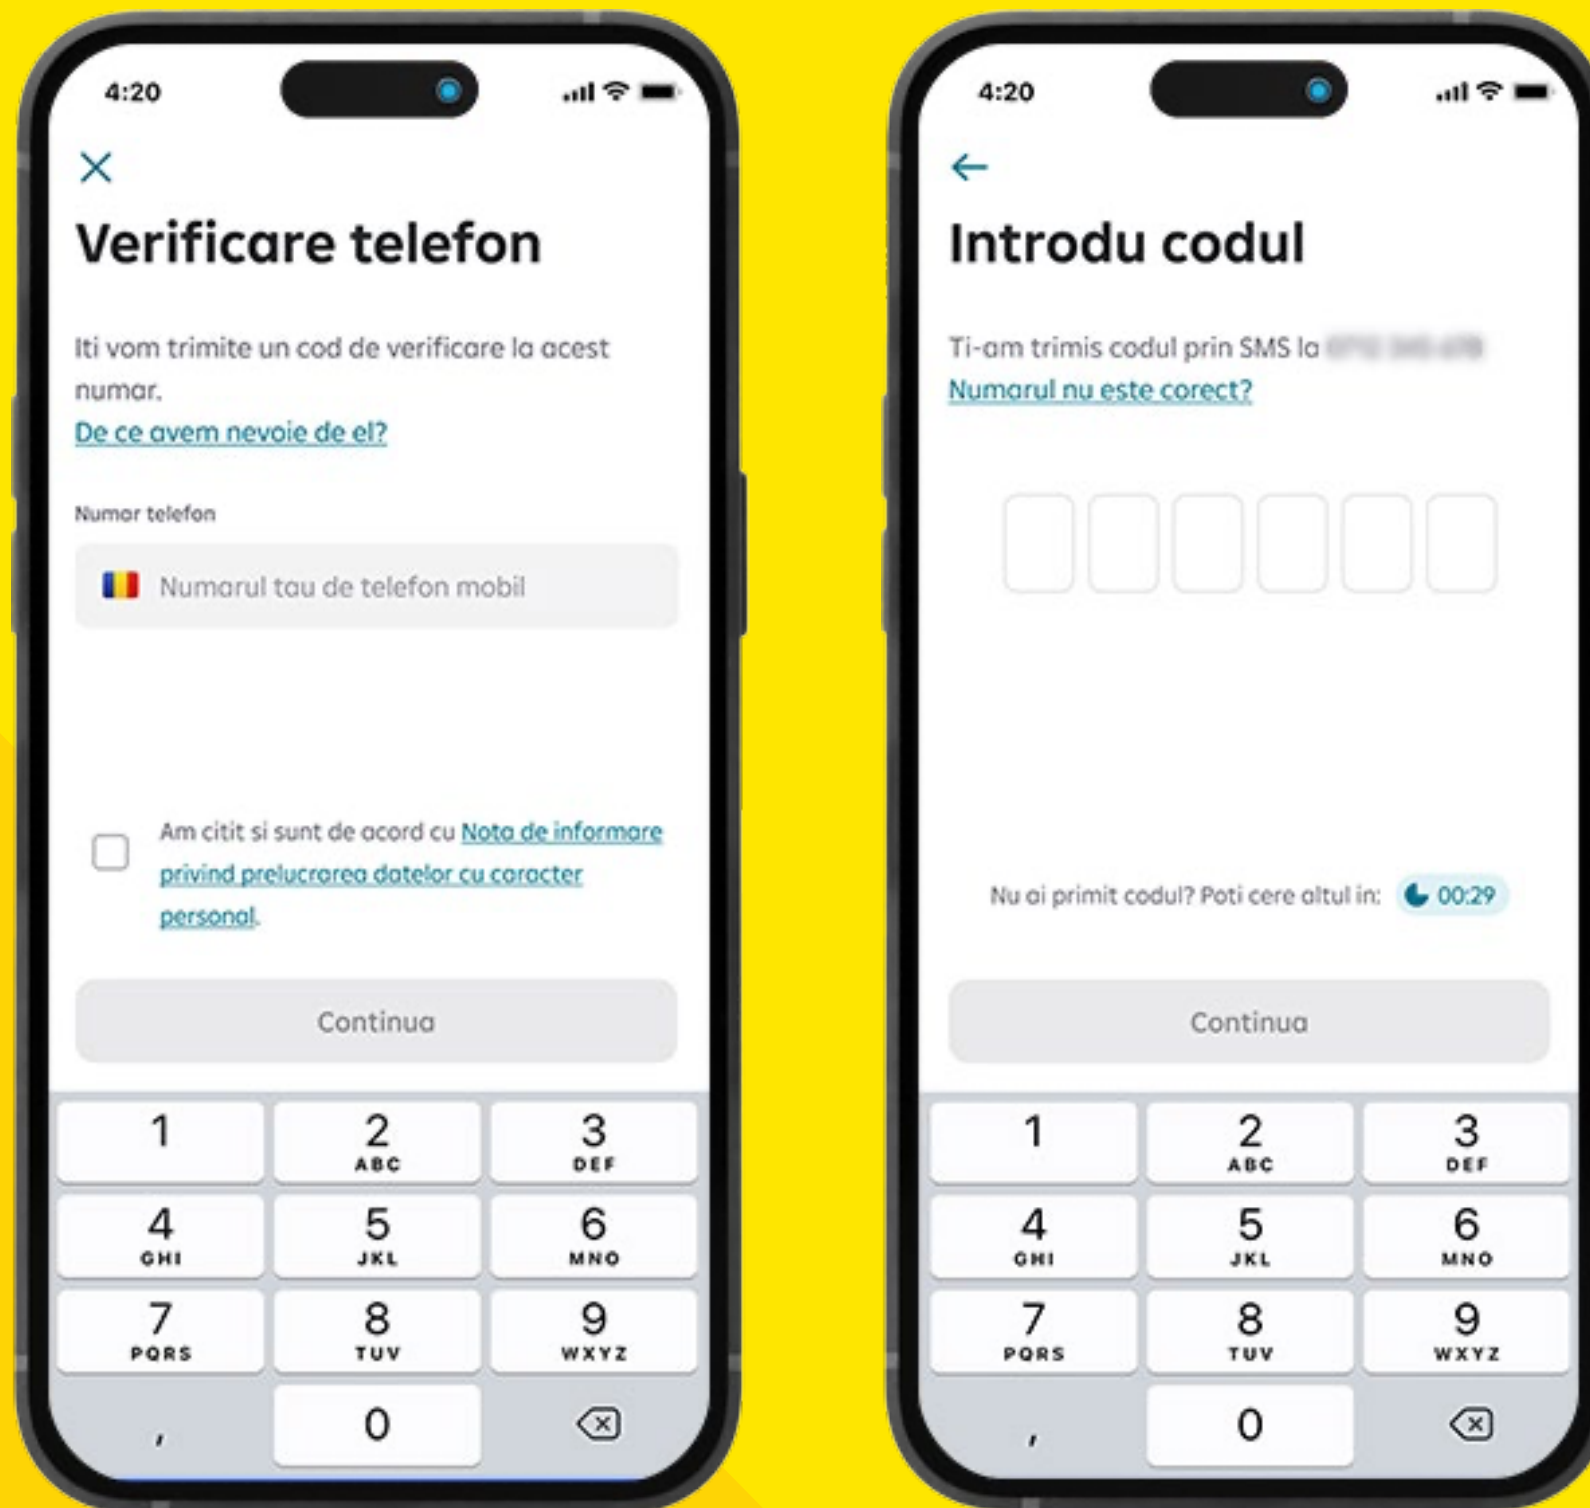 4:20
Verificare telefon
Iti vom trimite un cod de verificare la acest
numar.
De ce avem nevoie de el?
Numar telefon
Numarul tau de telefon mobil
Am citit si sunt de acord cu Nota de informare
privind prelucrarea datelor cu caracter
personal.
Continua
1
2
ABC
3
DEF
4
GHI
5
JKL
6
MNO
7
PQRS
8
TUV
9
WXYZ
,
0
4:20
Introdu codul
Ti-am trimis codul prin SMS la
Numarul nu este corect?
Nu ai primit codul? Poti cere altul in: 00:29
Continua
1
2
ABC
3
DEF
4
GHI
5
JKL
6
MNO
7
PQRS
8
TUV
9
WXYZ
,
0